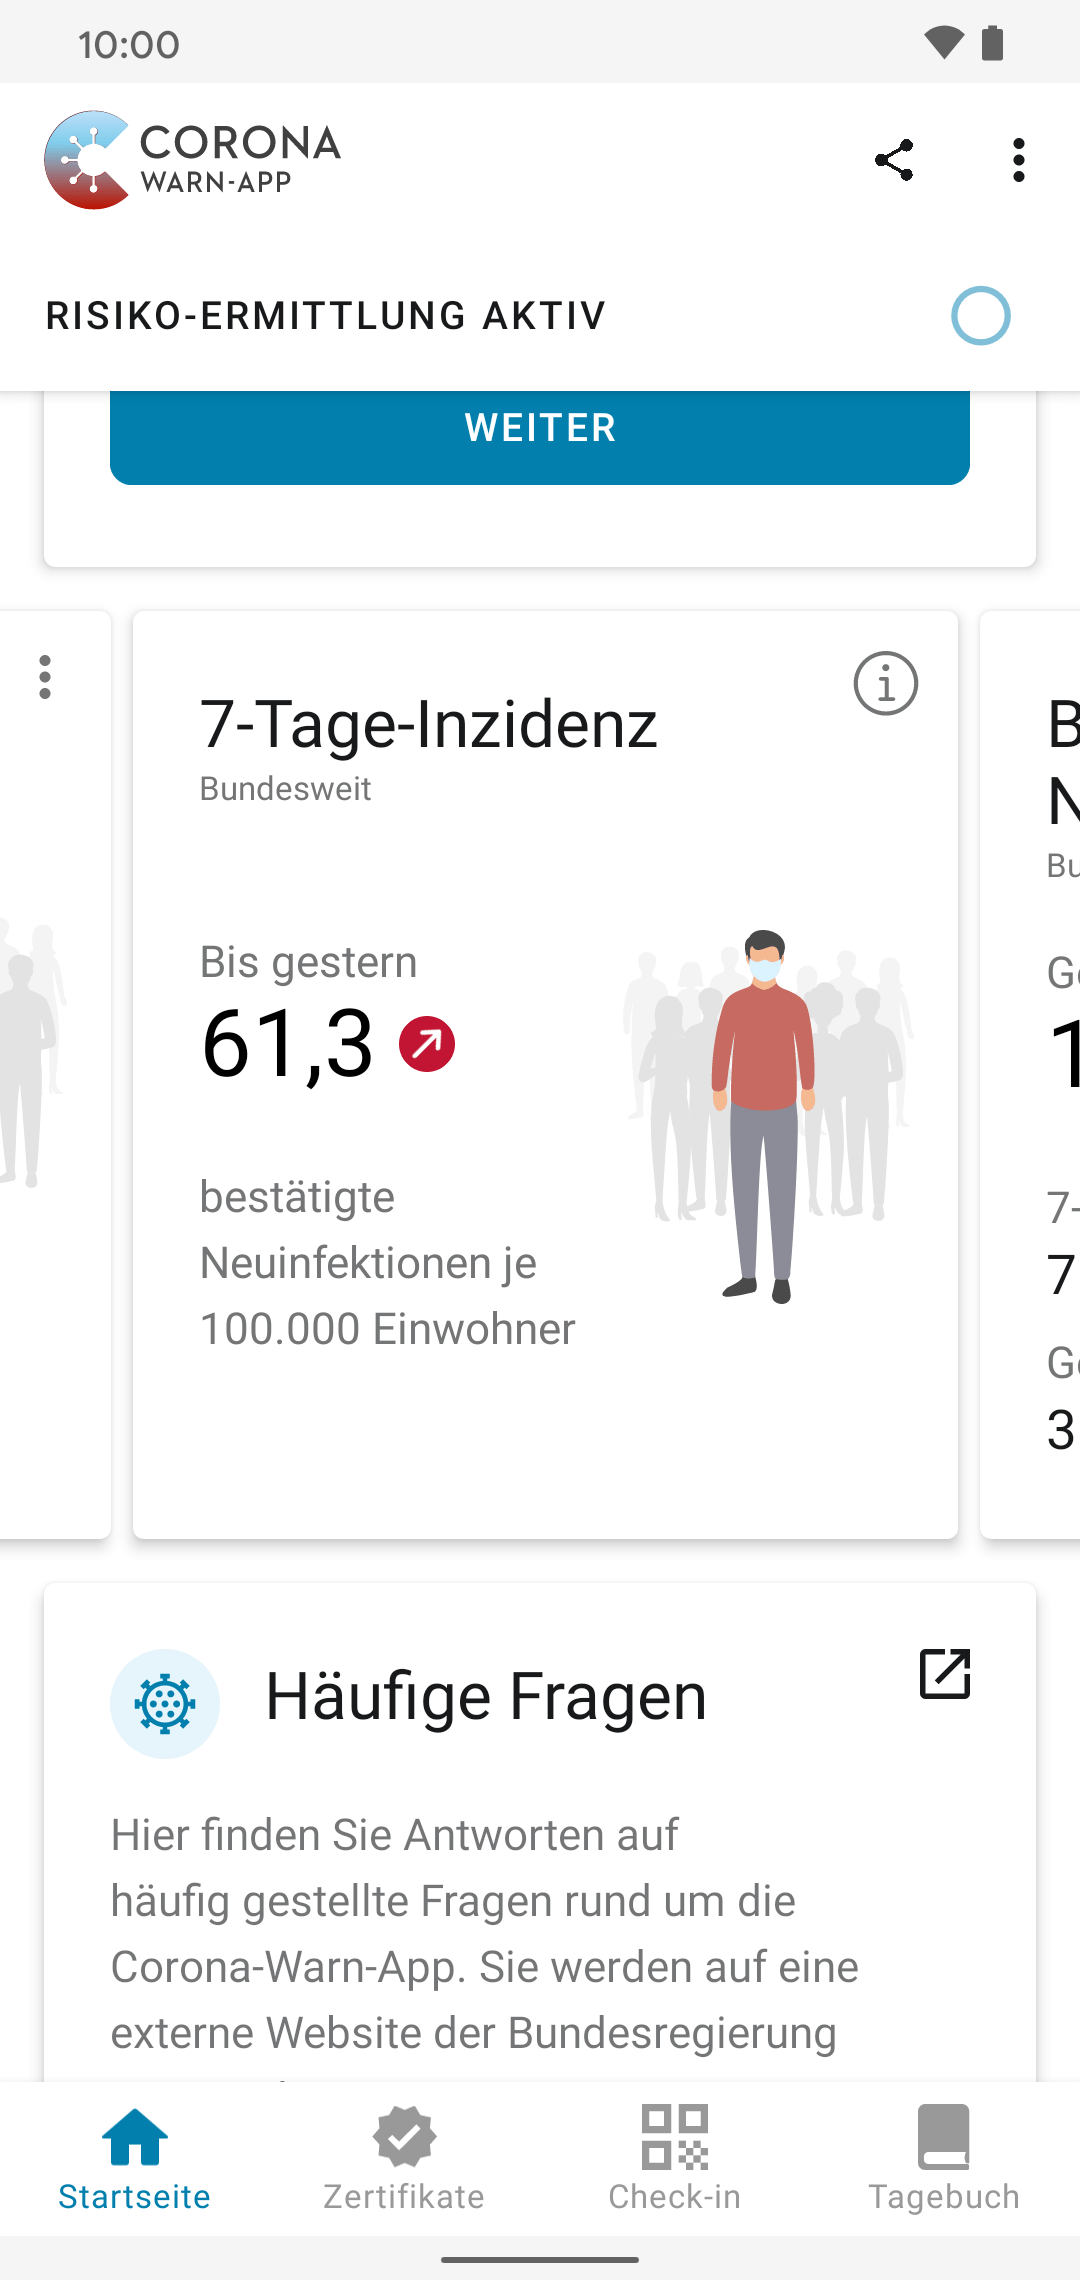 10:00
CORONA
WARN-APP
RISIKO-ERMITTLUNG AKTIV
WEITER
7-Tage-Inzidenz
Bundesweit
Bis gestern
61,3
bestätigte
Neuinfektionen je
100.000 Einwohner
B
N
Bu
G
1
7-
7
G
3
Häufige Fragen
Hier finden Sie Antworten auf
häufig gestellte Fragen rund um die
Corona-Warn-App. Sie werden auf eine
externe Website der Bundesregierung
Startseite
Zertifikate
Check-in
Tagebuch